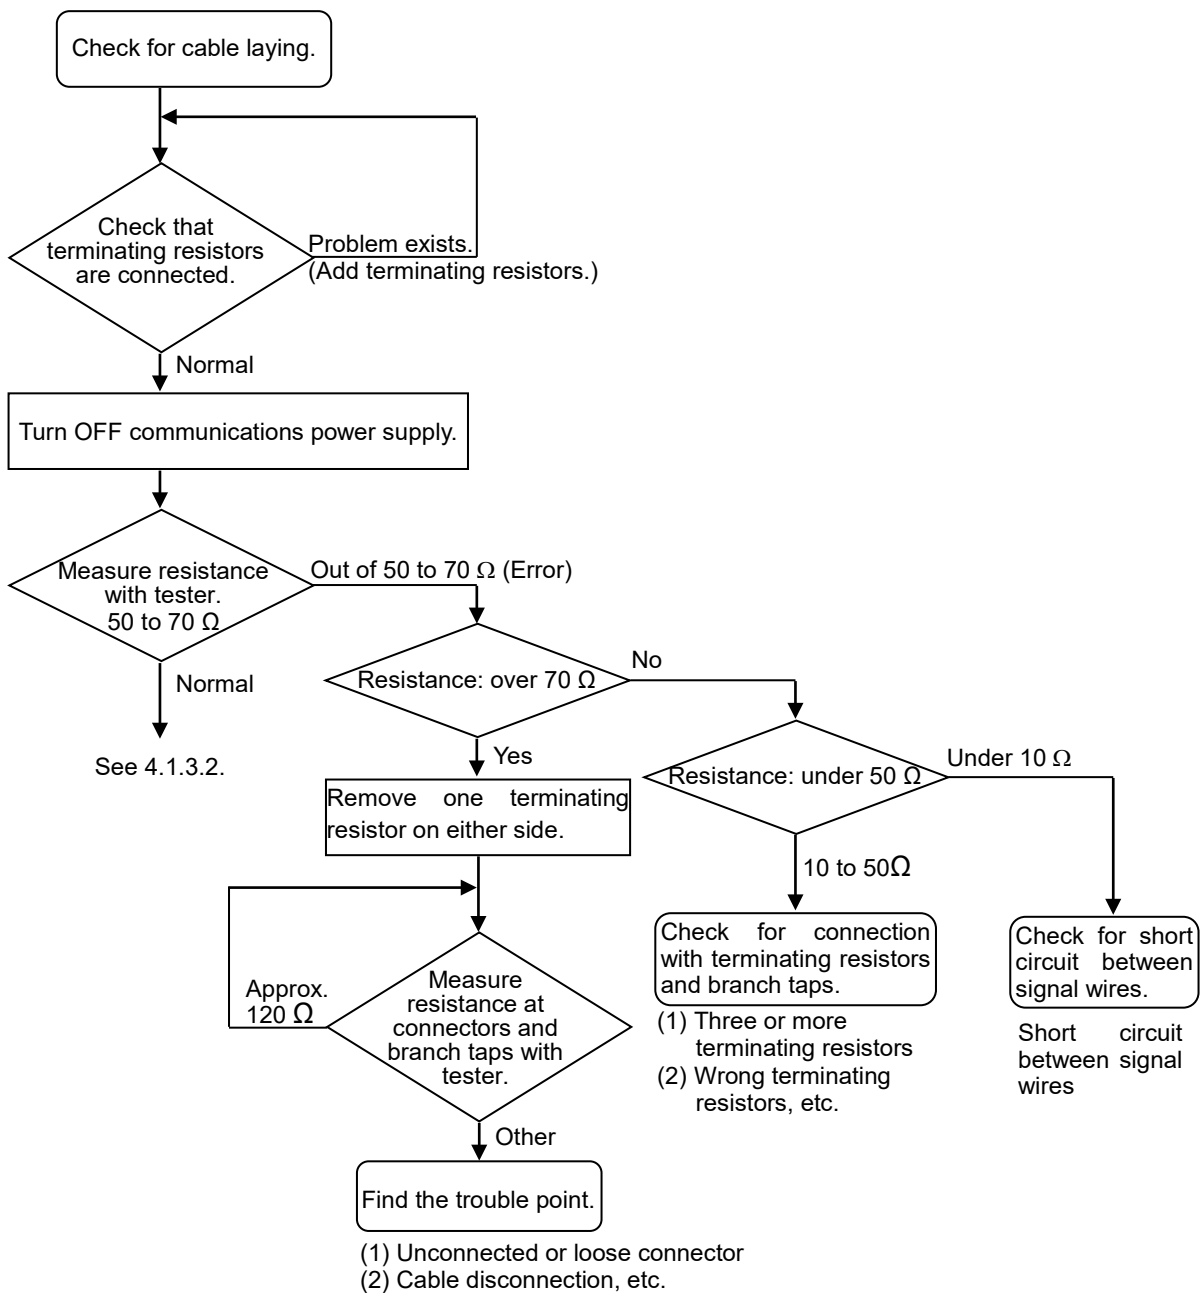 Check for cable laying.
Check that
terminating resistors
are connected.
Problem exists.
(Add terminating resistors.)
Normal
Turn OFF communications power supply.
Measure resistance
with tester.
50 to 70 Ω
Out of 50 to 70 Ω (Error)
Normal
See 4.1.3.2.
Resistance: over 70 Ω
No
Yes
Remove one terminating
resistor on either side.
Resistance: under 50 Ω
Under 10 Ω
10 to 50Ω
Check for connection
with terminating resistors
and branch taps.
(1) Three or more
terminating resistors
(2) Wrong terminating
resistors, etc.
Check for short
circuit between
signal wires.
Short circuit
between signal
wires
Approx.
120 Ω
Measure
resistance at
connectors and
branch taps with
tester.
Other
Find the trouble point.
(1) Unconnected or loose connector
(2) Cable disconnection, etc.